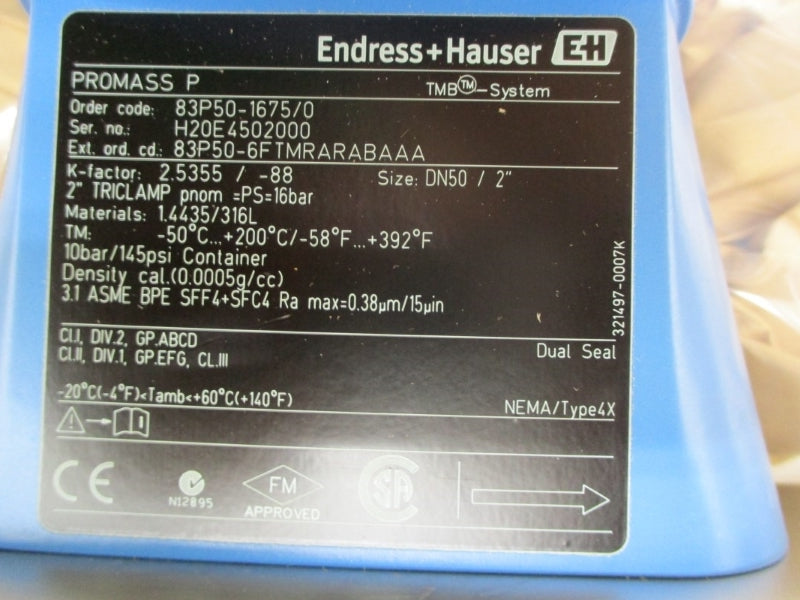 Endress+Hauser EH
PROMASS P TMB™-System
Order code: 83P50-1675/0
Ser. no.: H20E4502000
Ext. ord. cd.: 83P50-6FTMRARABAAA
K-factor: 2.5355 / -88 Size: DN50 / 2"
2" TRICLAMP pnom =PS=16bar
Materials: 1.4435/316L
TM: -50°C...+200°C/-58°F...+392°F
10bar/145psi Container
Density cal.(0.0005g/cc)
3.1 ASME BPE SFF4+SFC4 Ra max=0.38µm/15µin
321497-0007K
CI.I, DIV.2, GP.ABCD
CI.II, DIV.1, GP.EFG, CL.III
Dual Seal
-20°C(-4°F)<Tamb<+60°C(+140°F)
NEMA/Type4X
CE
N12895
FM
APPROVED
SA